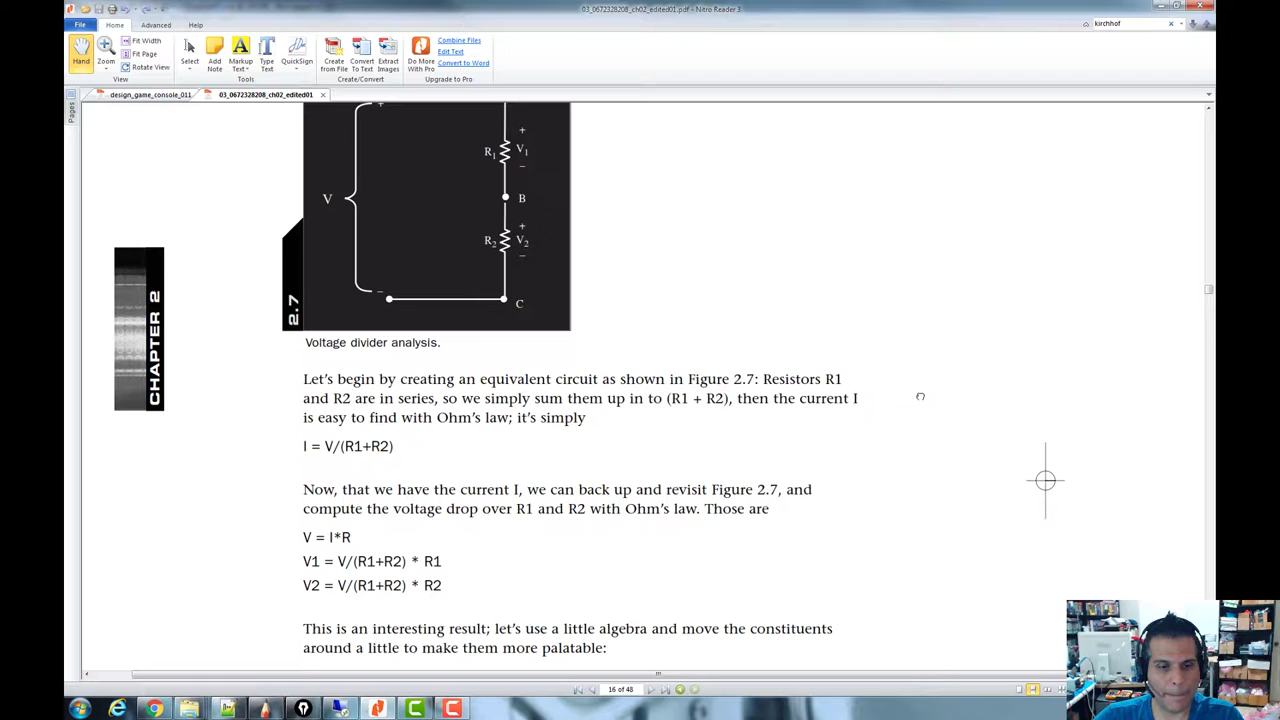 03_0672328208_ch02_edited01.pdf - Nitro Reader 3
File
Home
Advanced
Help
kirchhof
Hand
Zoom
Fit Width
Fit Page
Rotate View
View
Select
Add Note
Markup Text
Type Text
QuickSign
Tools
Create from File
Convert To Text
Extract Images
Create/Convert
Do More With Pro
Combine Files
Edit Text
Convert to Word
Upgrade to Pro
design_game_console_011
03_0672328208_ch02_edited01
Pages
+
V
R1
+
V1
−
B
R2
+
V2
−
−
C
2.7
CHAPTER 2
Voltage divider analysis.
Let's begin by creating an equivalent circuit as shown in Figure 2.7: Resistors R1
and R2 are in series, so we simply sum them up in to (R1 + R2), then the current I
is easy to find with Ohm's law; it's simply
I = V/(R1+R2)
Now, that we have the current I, we can back up and revisit Figure 2.7, and
compute the voltage drop over R1 and R2 with Ohm's law. Those are
V = I*R
V1 = V/(R1+R2) * R1
V2 = V/(R1+R2) * R2
This is an interesting result; let's use a little algebra and move the constituents
around a little to make them more palatable:
16 of 48